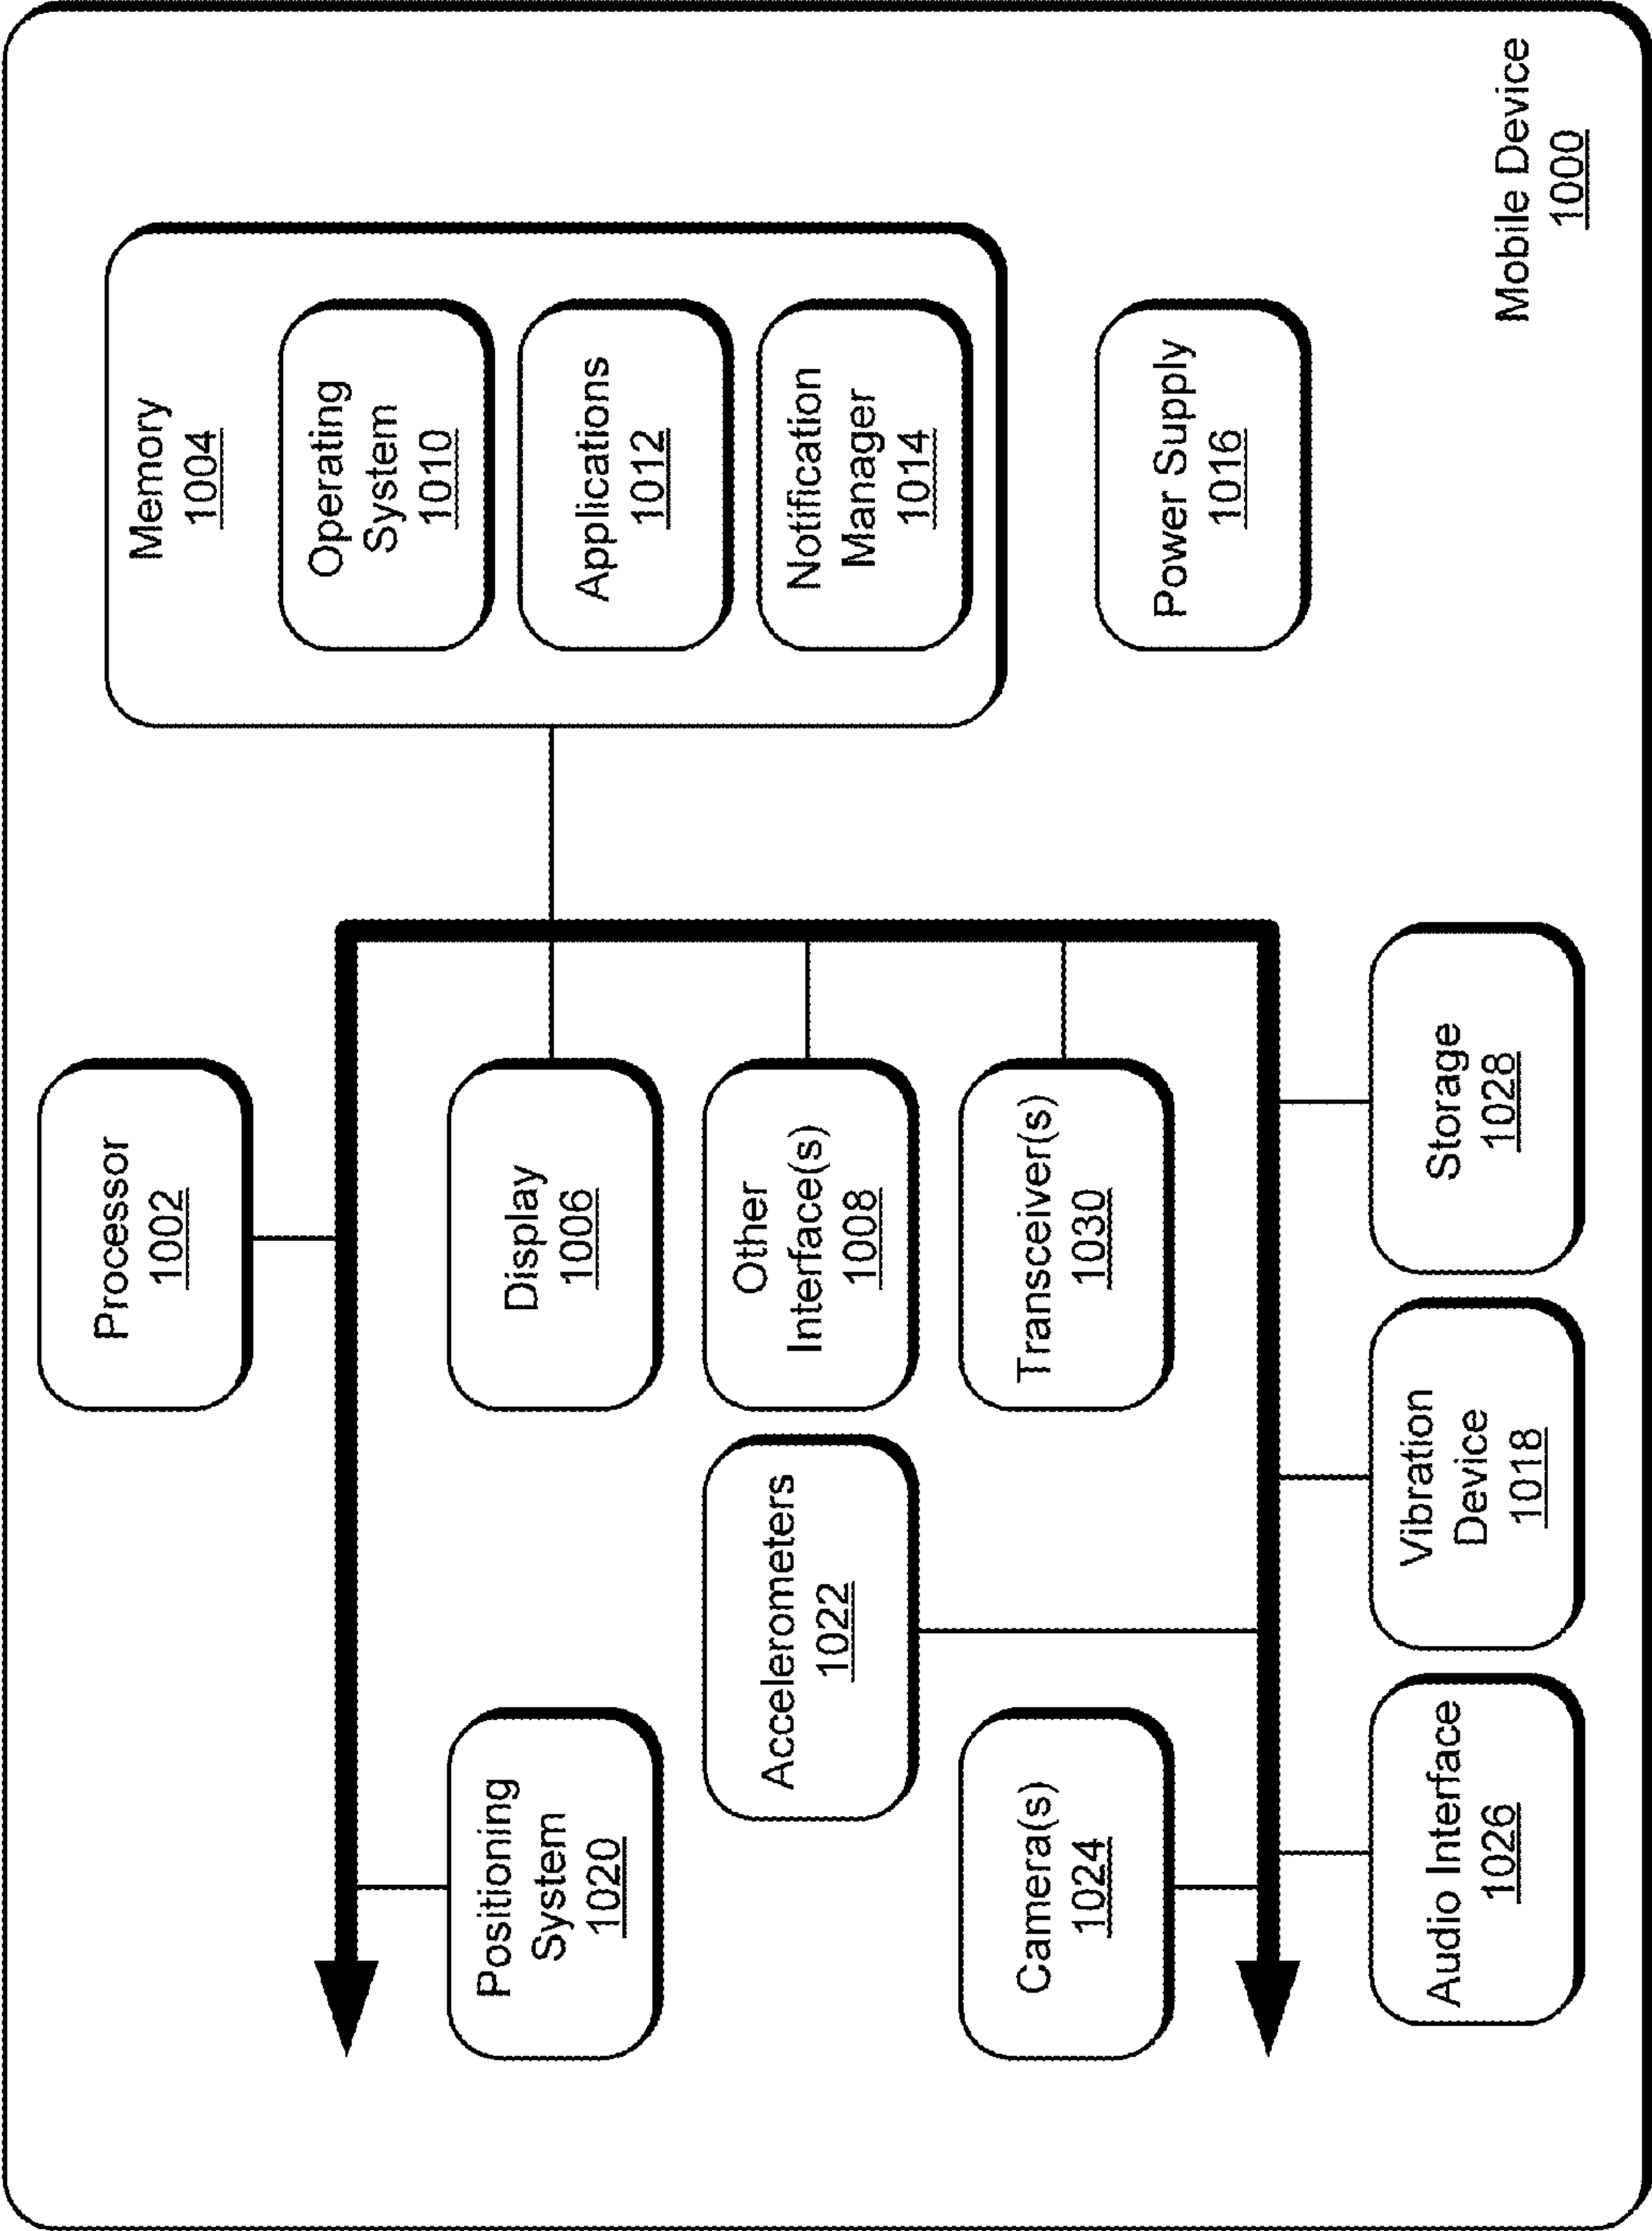 Processor
1002
Memory
1004
Operating
System
1010
Applications
1012
Notification
Manager
1014
Power Supply
1016
Positioning
System
1020
Display
1006
Accelerometers
1022
Other
Interface(s)
1008
Camera(s)
1024
Transceiver(s)
1030
Audio Interface
1026
Vibration
Device
1018
Storage
1028
Mobile Device
1000